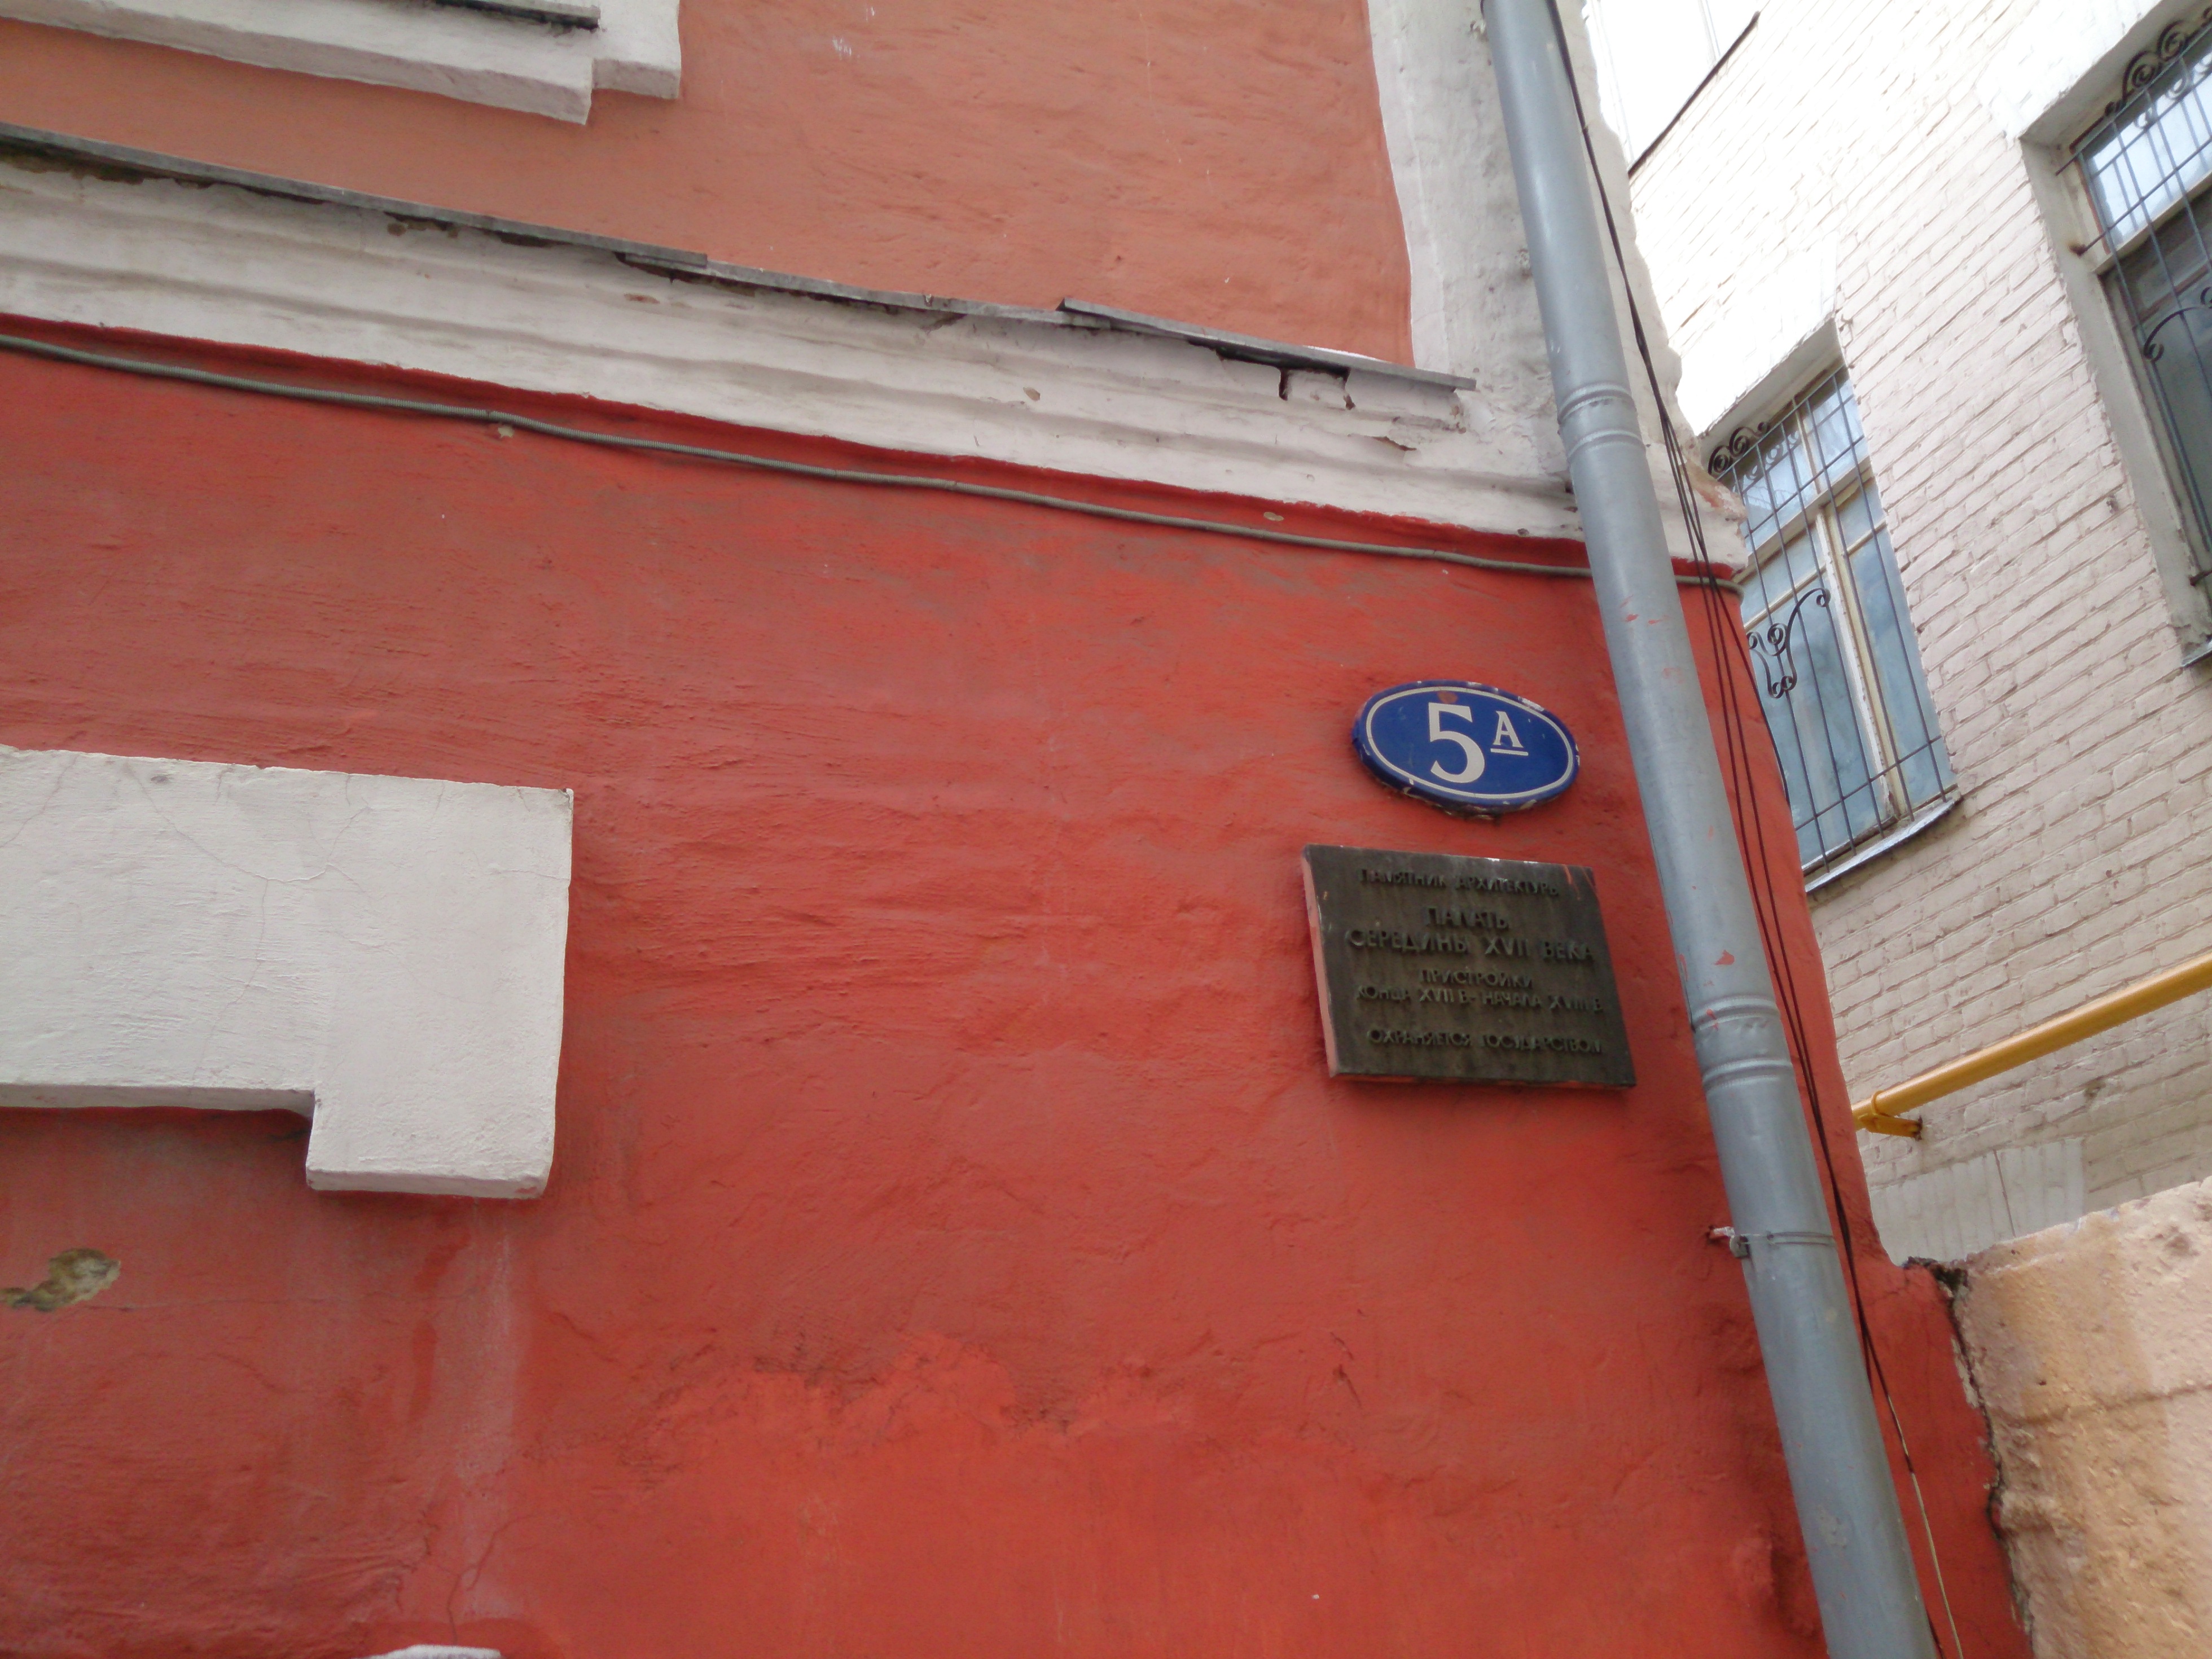 5А
ПАМЯТНИК АРХИТЕКТУРЫ
ПАЛАТЫ
СЕРЕДИНЫ XVII ВЕКА
ПРИСТРОЙКИ
КОНЦА XVII В - НАЧАЛА XVIII В.
ОХРАНЯЕТСЯ ГОСУДАРСТВОМ